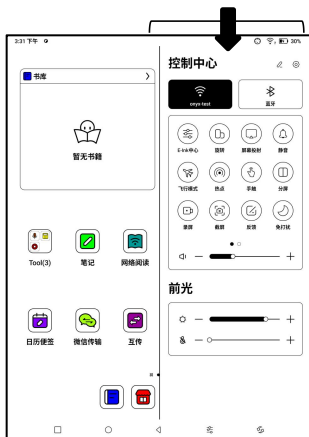 3:31 下午
30%
书库
暂无书籍
Tool(3)
笔记
网络阅读
日历便签
微信传输
互传
控制中心
onyx-test
蓝牙
E-Ink中心
旋转
屏幕投射
静音
飞行模式
热点
手触
分屏
录屏
截屏
反馈
免打扰
前光